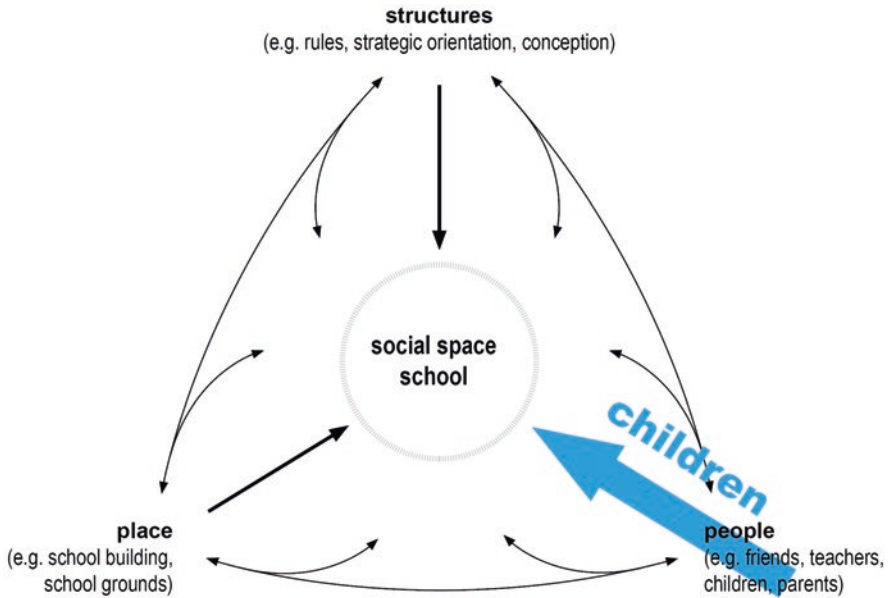 structures
(e.g. rules, strategic orientation, conception)
social space
school
children
place
(e.g. school building,
school grounds)
people
(e.g. friends, teachers,
children, parents)